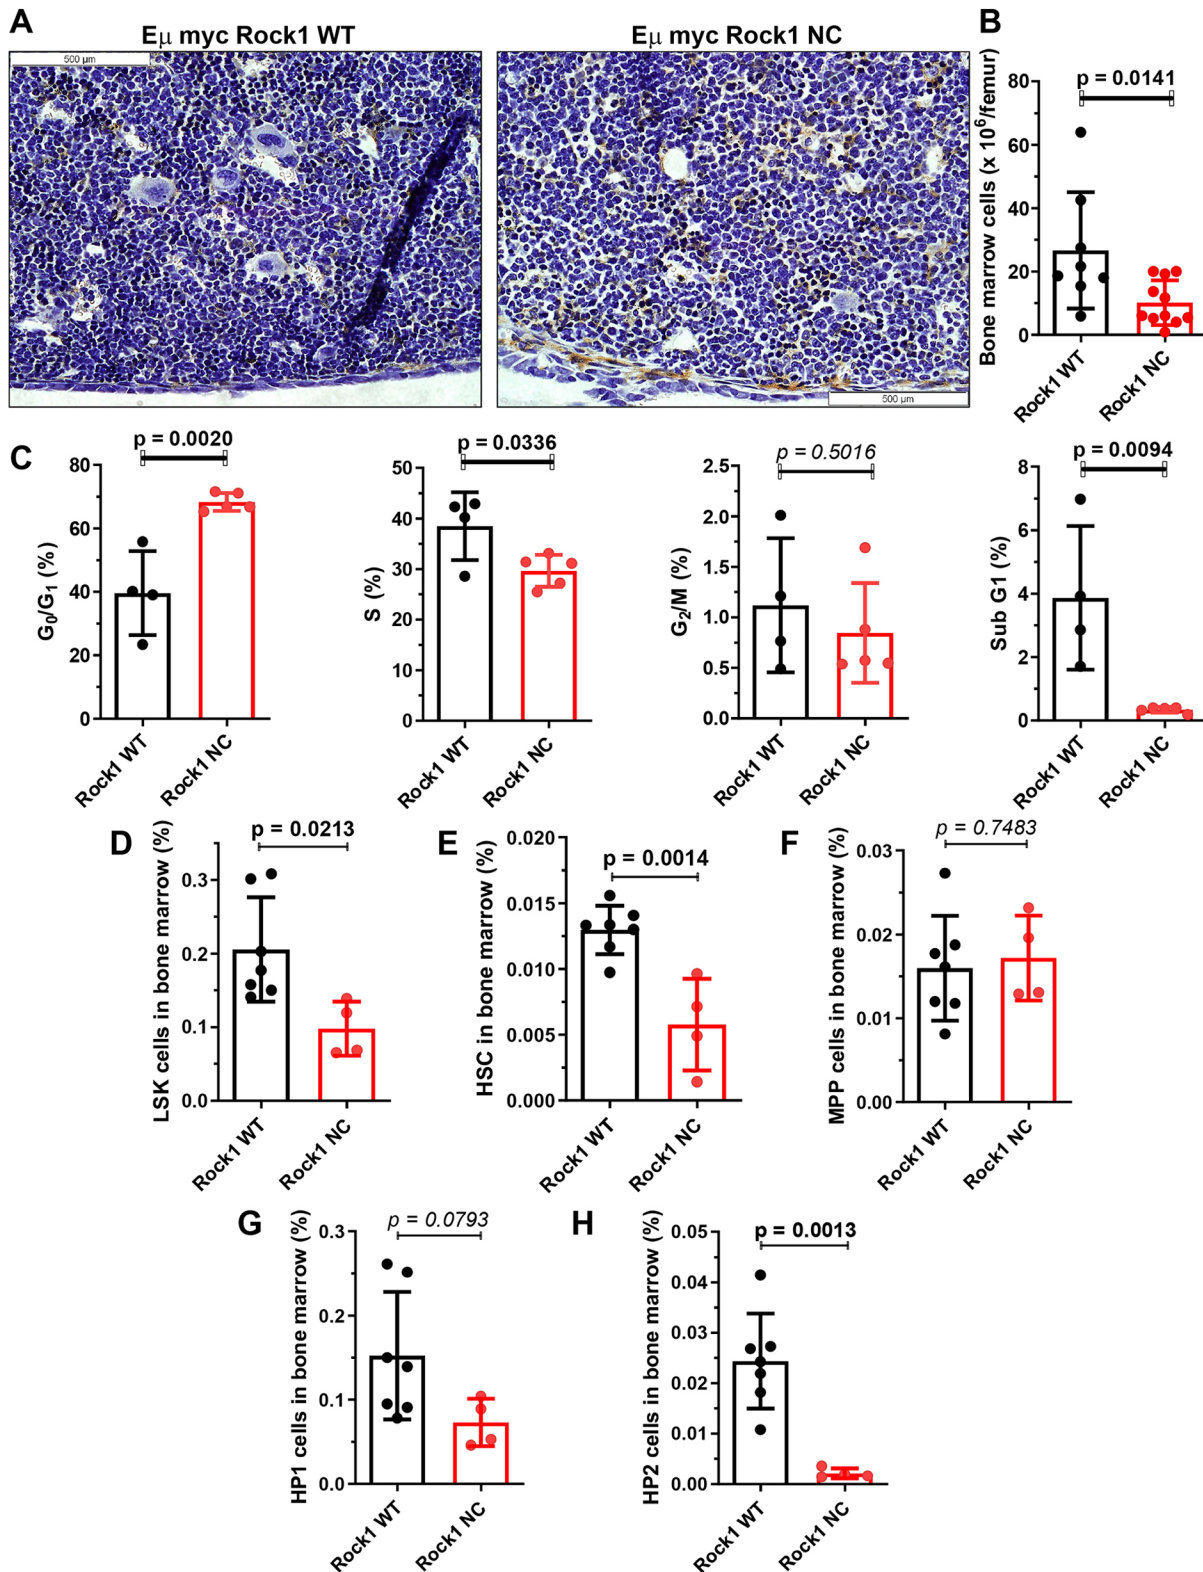 A
Eμ myc Rock1 WT
Eμ myc Rock1 NC
500 μm
500 μm
B
p = 0.0141
Bone marrow cells (x 10⁶/femur)
80
60
40
20
0
Rock1 WT
Rock1 NC
C
p = 0.0020
G₀/G₁ (%)
80
60
40
20
0
Rock1 WT
Rock1 NC
p = 0.0336
S (%)
50
40
30
20
10
0
Rock1 WT
Rock1 NC
p = 0.5016
G₂/M (%)
2.5
2.0
1.5
1.0
0.5
0.0
Rock1 WT
Rock1 NC
p = 0.0094
Sub G1 (%)
8
6
4
2
0
Rock1 WT
Rock1 NC
D
p = 0.0213
LSK cells in bone marrow (%)
0.3
0.2
0.1
0.0
Rock1 WT
Rock1 NC
E
p = 0.0014
HSC in bone marrow (%)
0.020
0.015
0.010
0.005
0.000
Rock1 WT
Rock1 NC
F
p = 0.7483
MPP cells in bone marrow (%)
0.03
0.02
0.01
0.00
Rock1 WT
Rock1 NC
G
p = 0.0793
HP1 cells in bone marrow (%)
0.3
0.2
0.1
0.0
Rock1 WT
Rock1 NC
H
p = 0.0013
HP2 cells in bone marrow (%)
0.05
0.04
0.03
0.02
0.01
0.00
Rock1 WT
Rock1 NC